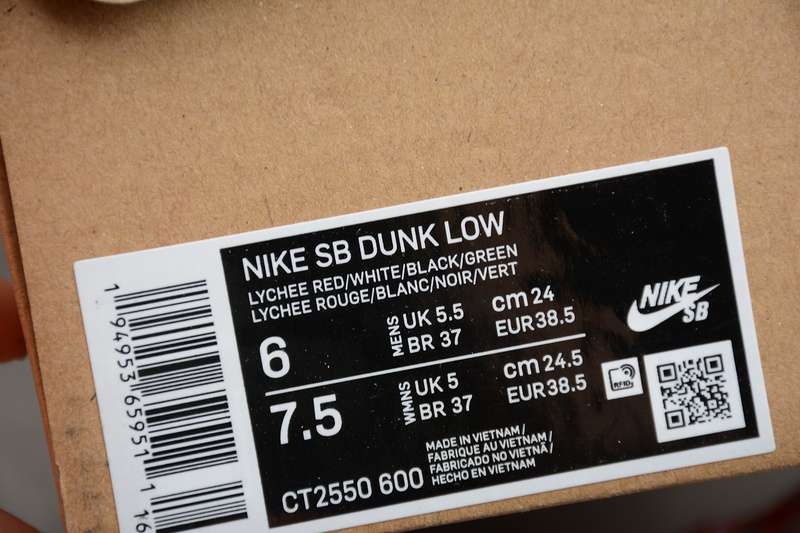 NIKE SB DUNK LOW
LYCHEE RED/WHITE/BLACK/GREEN
LYCHEE ROUGE/BLANC/NOIR/VERT
6 MENS UK 5.5 cm 24
BR 37 EUR 38.5
7.5 WMNS UK 5 cm 24.5
BR 37 EUR 38.5
CT2550 600
MADE IN VIETNAM/
FABRIQUE AU VIETNAM/
FABRICADO NO VIETNÃ/
HECHO EN VIETNAM
NIKE
SB
RFID
1 94953 65951 1 16